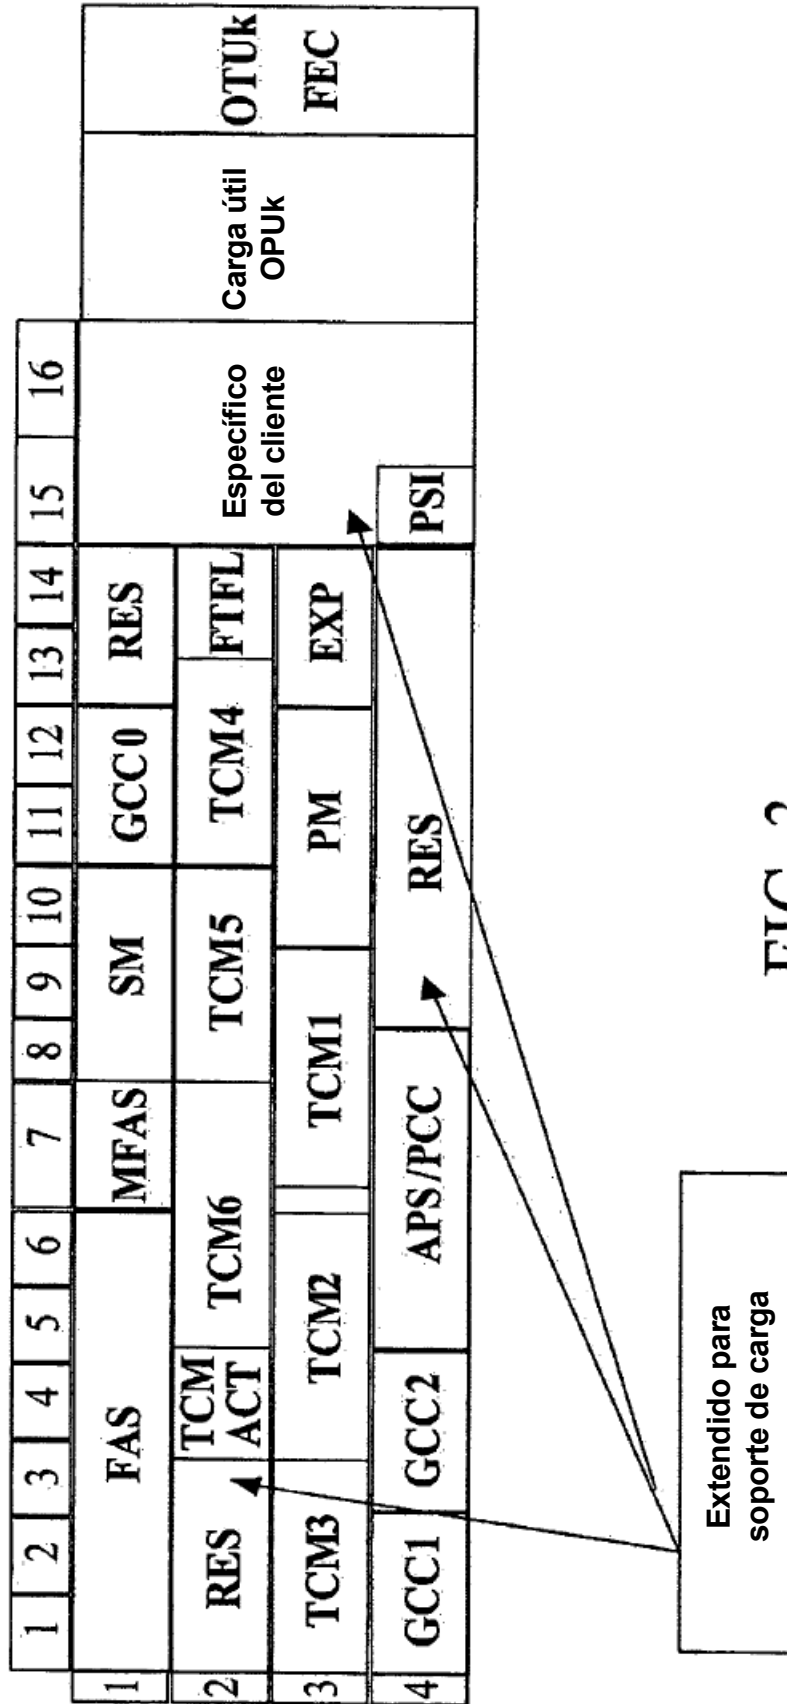 1 2 3 4 5 6 7 8 9 10 11 12 13 14 15 16
1 FAS MFAS SM GCC0 RES
2 RES TCM ACT TCM6 TCM5 TCM4 FTFL
3 TCM3 TCM2 TCM1 PM EXP
4 GCC1 GCC2 APS/PCC RES PSI
Específico
del cliente
Carga útil
OPUk
OTUk
FEC
Extendido para
soporte de carga